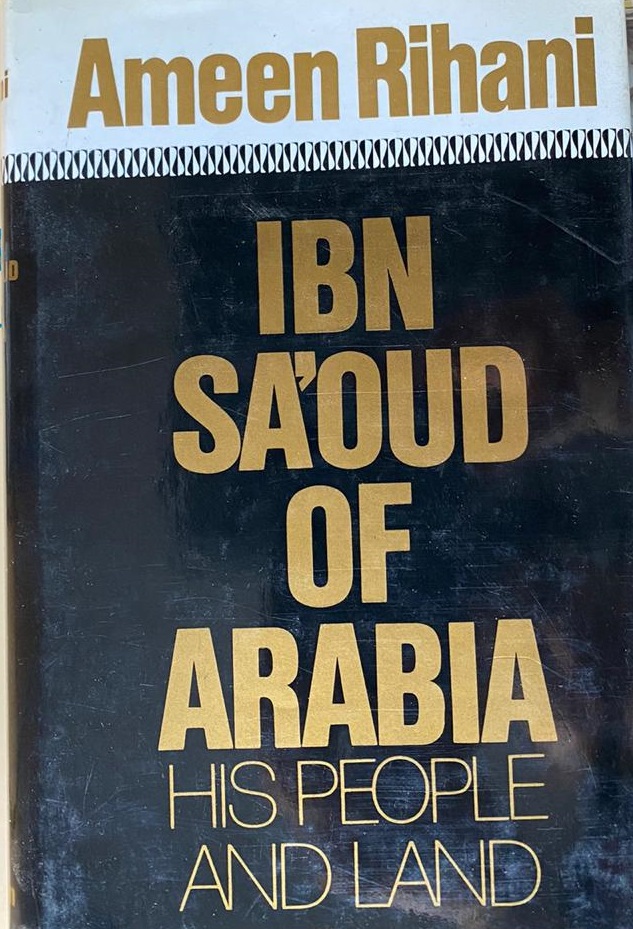 Ameen Rihani
IBN
SA'OUD
OF
ARABIA
HIS PEOPLE
AND LAND